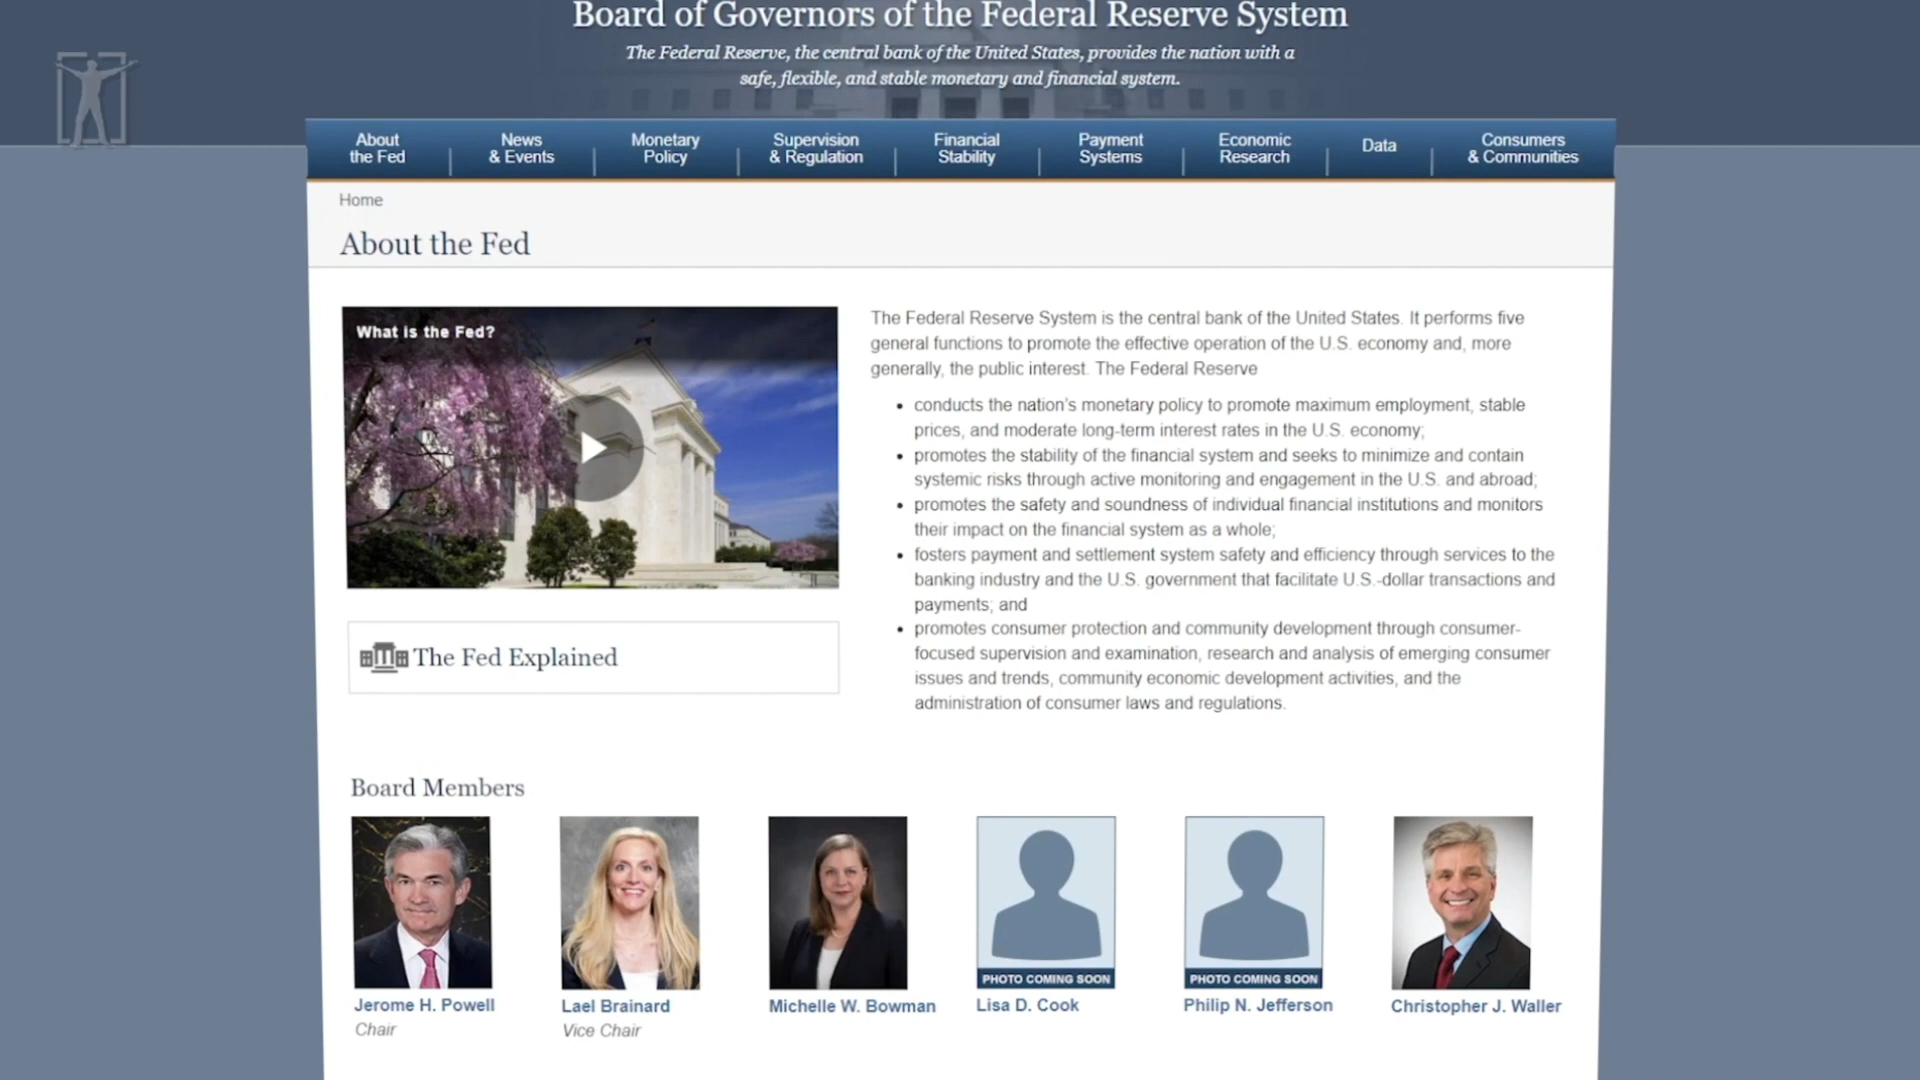 Board of Governors of the Federal Reserve System
The Federal Reserve, the central bank of the United States, provides the nation with a
safe, flexible, and stable monetary and financial system.
About
the Fed
News
& Events
Monetary
Policy
Supervision
& Regulation
Financial
Stability
Payment
Systems
Economic
Research
Data
Consumers
& Communities
Home
About the Fed
What is the Fed?
The Federal Reserve System is the central bank of the United States. It performs five
general functions to promote the effective operation of the U.S. economy and, more
generally, the public interest. The Federal Reserve
• conducts the nation's monetary policy to promote maximum employment, stable
prices, and moderate long-term interest rates in the U.S. economy;
• promotes the stability of the financial system and seeks to minimize and contain
systemic risks through active monitoring and engagement in the U.S. and abroad;
• promotes the safety and soundness of individual financial institutions and monitors
their impact on the financial system as a whole;
• fosters payment and settlement system safety and efficiency through services to the
banking industry and the U.S. government that facilitate U.S.-dollar transactions and
payments; and
• promotes consumer protection and community development through consumer-
focused supervision and examination, research and analysis of emerging consumer
issues and trends, community economic development activities, and the
administration of consumer laws and regulations.
The Fed Explained
Board Members
PHOTO COMING SOON
PHOTO COMING SOON
Jerome H. Powell
Chair
Lael Brainard
Vice Chair
Michelle W. Bowman
Lisa D. Cook
Philip N. Jefferson
Christopher J. Waller